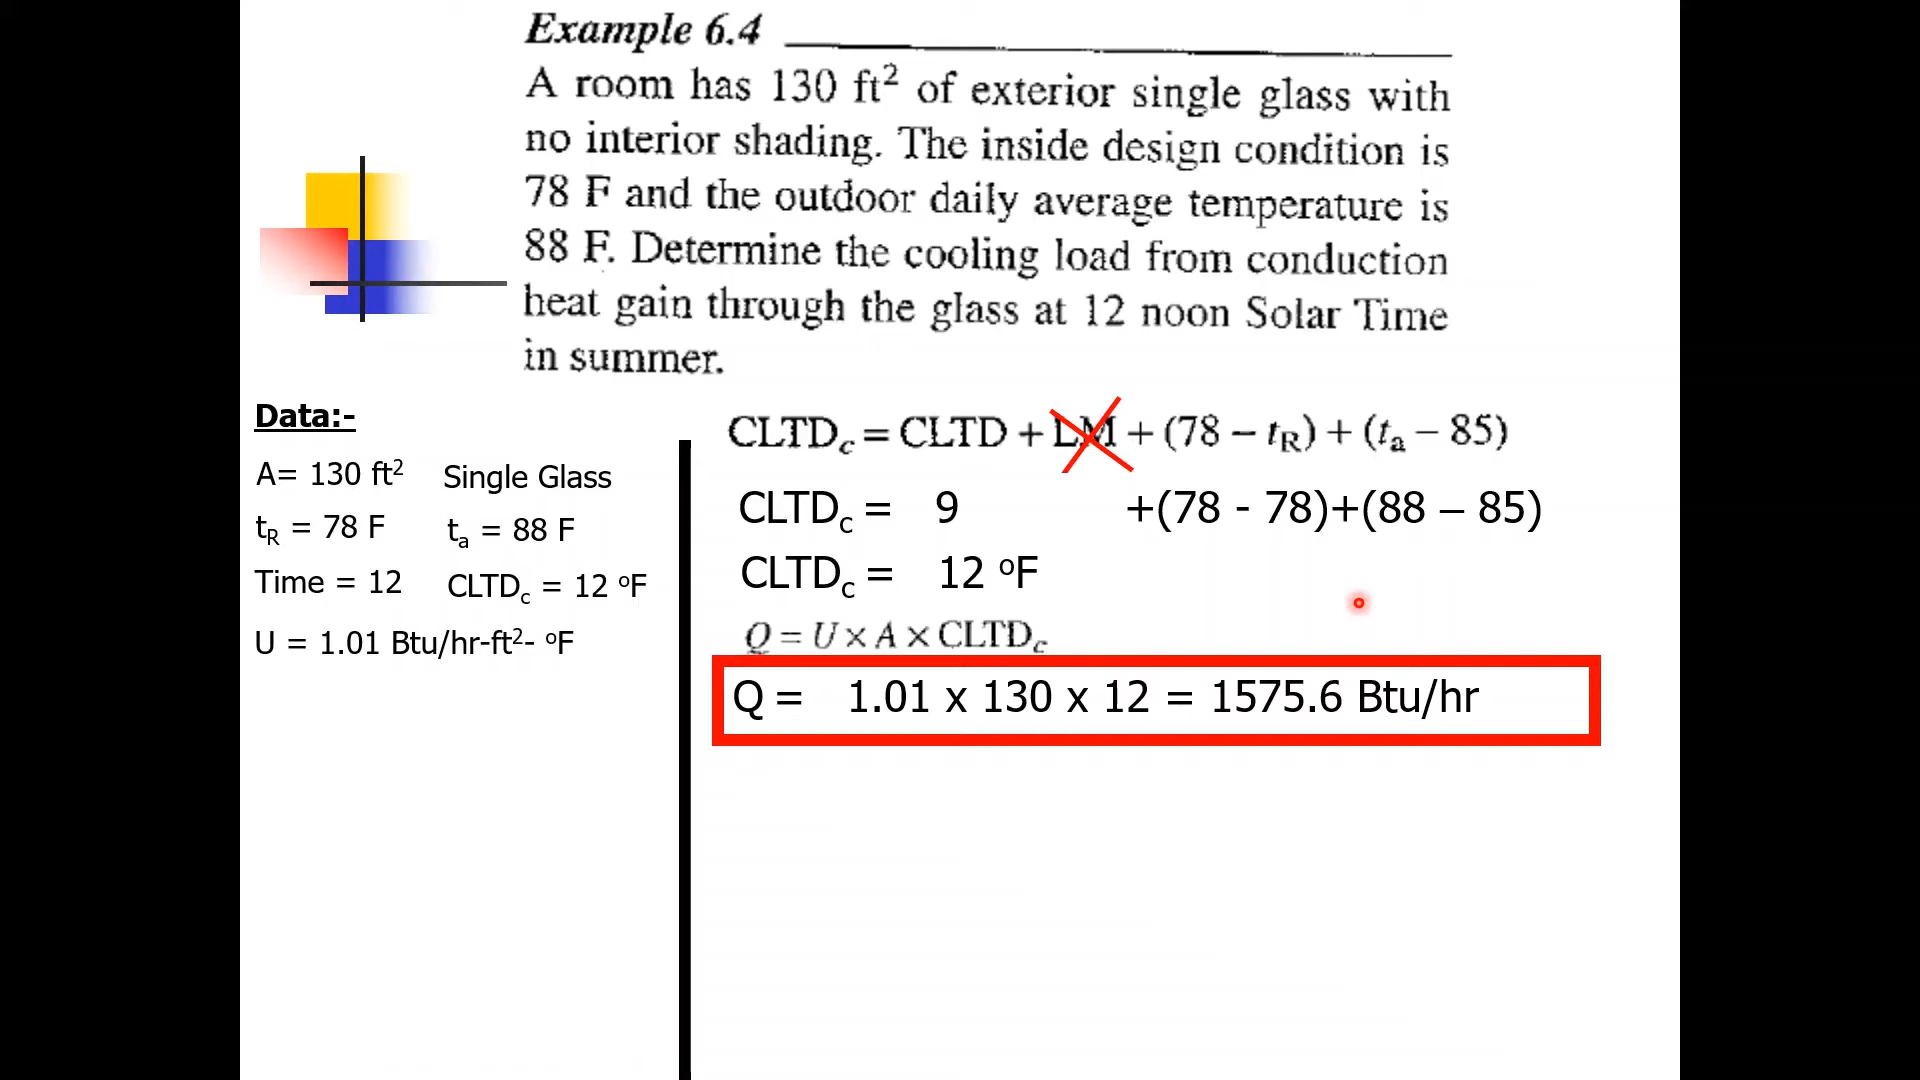 Example 6.4
A room has 130 ft² of exterior single glass with
no interior shading. The inside design condition is
78 F and the outdoor daily average temperature is
88 F. Determine the cooling load from conduction
heat gain through the glass at 12 noon Solar Time
in summer.
Data:-
A= 130 ft² Single Glass
tR = 78 F ta = 88 F
Time = 12 CLTDc = 12 ºF
U = 1.01 Btu/hr-ft²- ºF
CLTDc = CLTD + LM + (78 – tR) + (ta – 85)
CLTDc = 9 +(78 - 78)+(88 – 85)
CLTDc = 12 ºF
Q = U × A × CLTDc
Q = 1.01 x 130 x 12 = 1575.6 Btu/hr